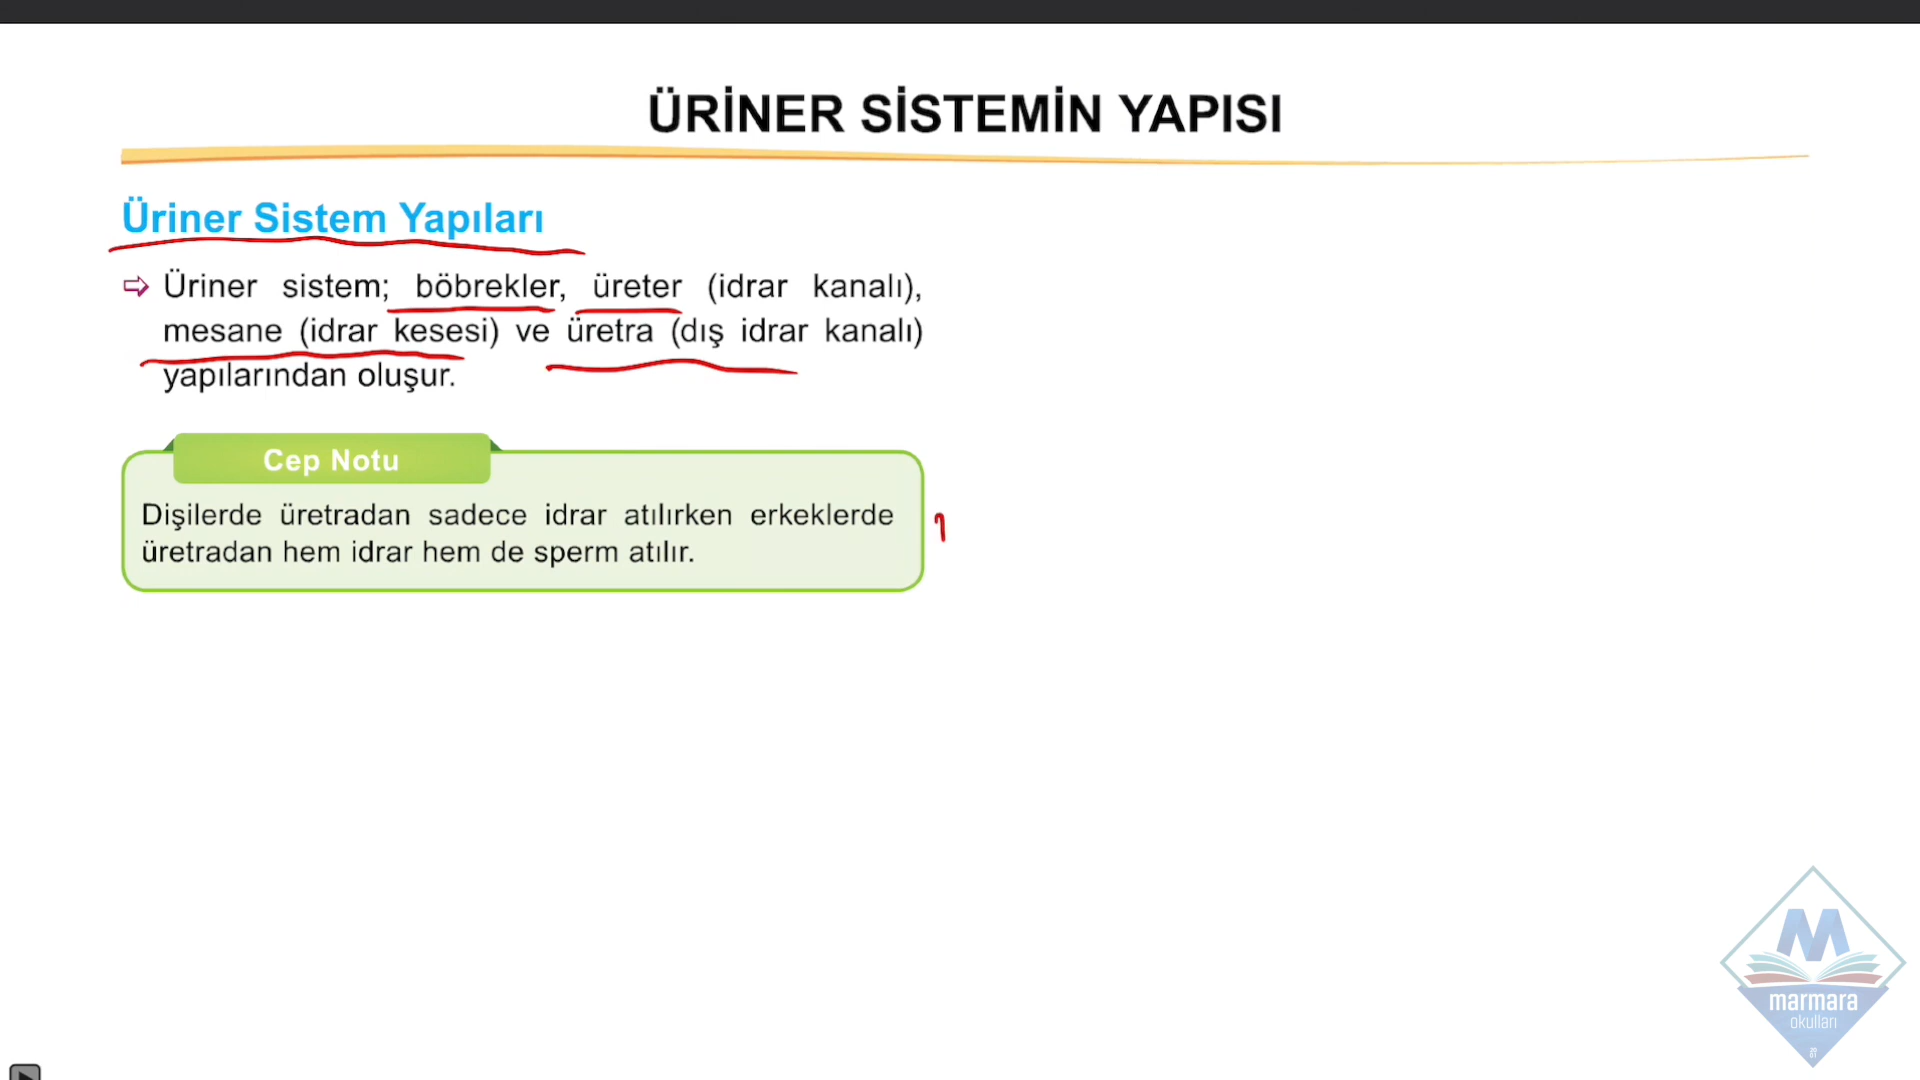 ÜRİNER SİSTEMİN YAPISI
Üriner Sistem Yapıları
⇨ Üriner sistem; böbrekler, üreter (idrar kanalı),
mesane (idrar kesesi) ve üretra (dış idrar kanalı)
yapılarından oluşur.
Cep Notu
Dişilerde üretradan sadece idrar atılırken erkeklerde
üretradan hem idrar hem de sperm atılır.
M
marmara
okulları